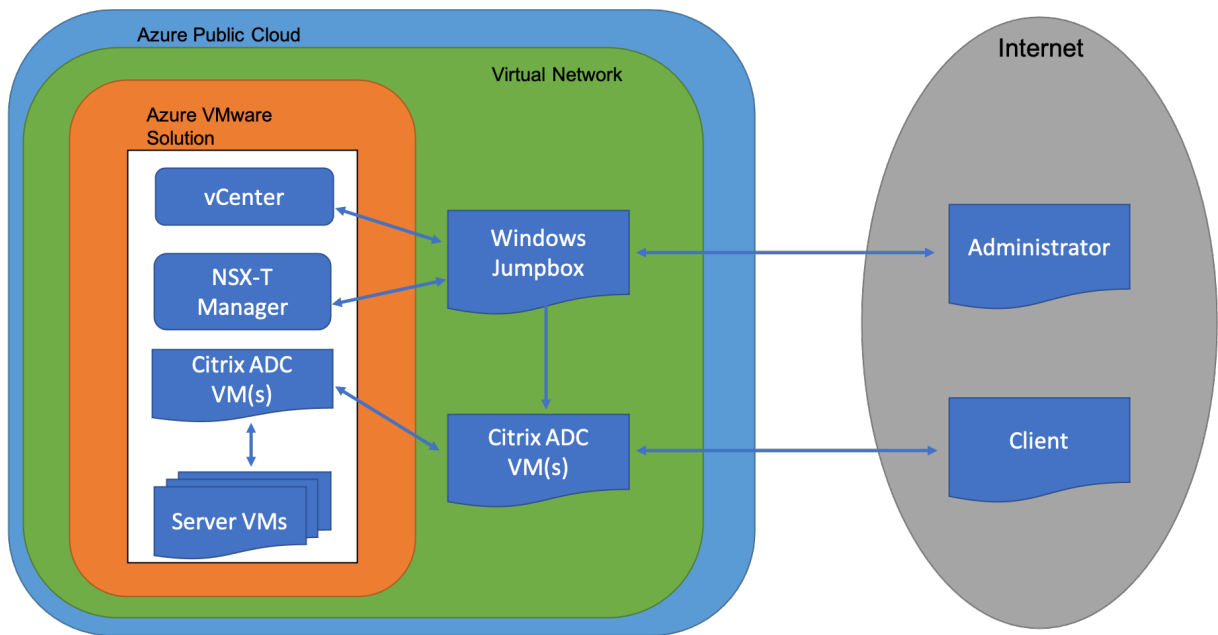 Azure Public Cloud
Virtual Network
Azure VMware
Solution
vCenter
NSX-T
Manager
Citrix ADC
VM(s)
Server VMs
Windows
Jumpbox
Citrix ADC
VM(s)
Internet
Administrator
Client